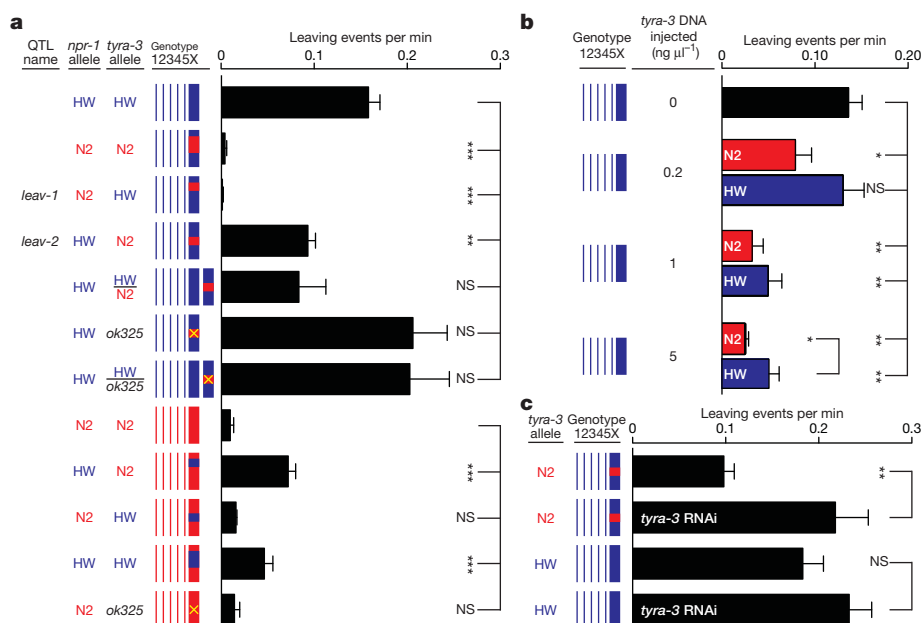 a
Leaving events per min
QTL name
npr-1 allele
tyra-3 allele
Genotype 12345X
0 0.1 0.2 0.3
HW HW
N2 N2 ***
leav-1 N2 HW ***
leav-2 HW N2 **
HW HW/N2 NS
HW ok325 NS
HW HW/ok325 NS
N2 N2
HW N2 ***
N2 HW NS
HW HW ***
N2 ok325 NS
b
Genotype 12345X
tyra-3 DNA injected (ng µl⁻¹)
Leaving events per min
0 0.10 0.20
0
0.2 N2 *
HW NS
1 N2 **
HW **
5 N2 * **
HW **
c
tyra-3 allele
Genotype 12345X
Leaving events per min
0 0.1 0.2 0.3
N2 **
N2 tyra-3 RNAi
HW NS
HW tyra-3 RNAi